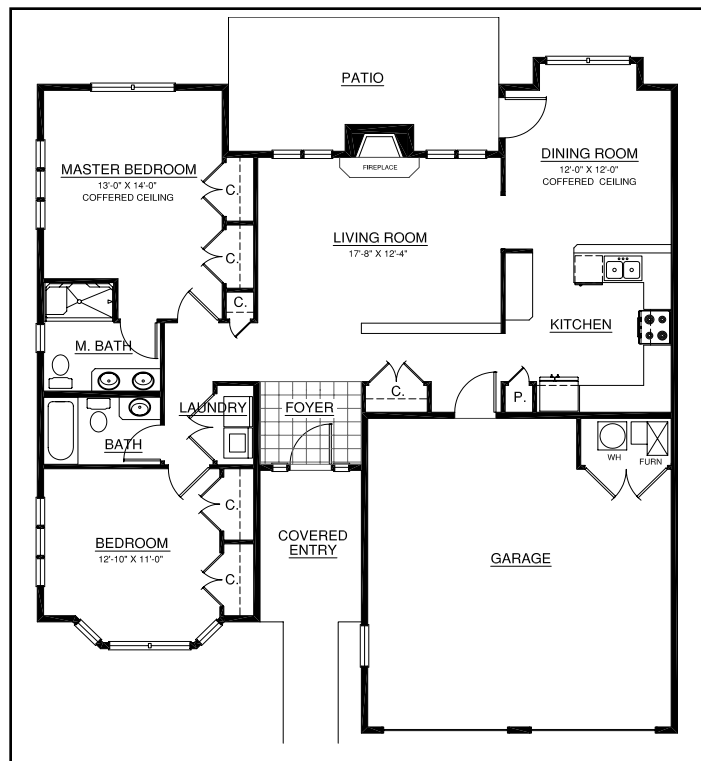 PATIO
MASTER BEDROOM
13'-0" X 14'-0"
COFFERED CEILING
FIREPLACE
DINING ROOM
12'-0" X 12'-0"
COFFERED CEILING
C.
C.
LIVING ROOM
17'-8" X 12'-4"
C.
KITCHEN
M. BATH
C.
P.
LAUNDRY
FOYER
BATH
WH
FURN
C.
COVERED
ENTRY
BEDROOM
12'-10" X 11'-0"
C.
GARAGE